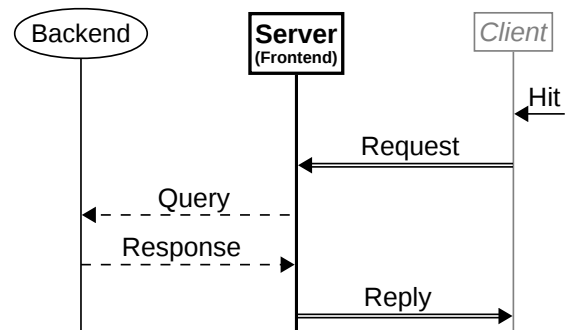 Backend
Server
(Frontend)
Client
Hit
Request
Query
Response
Reply